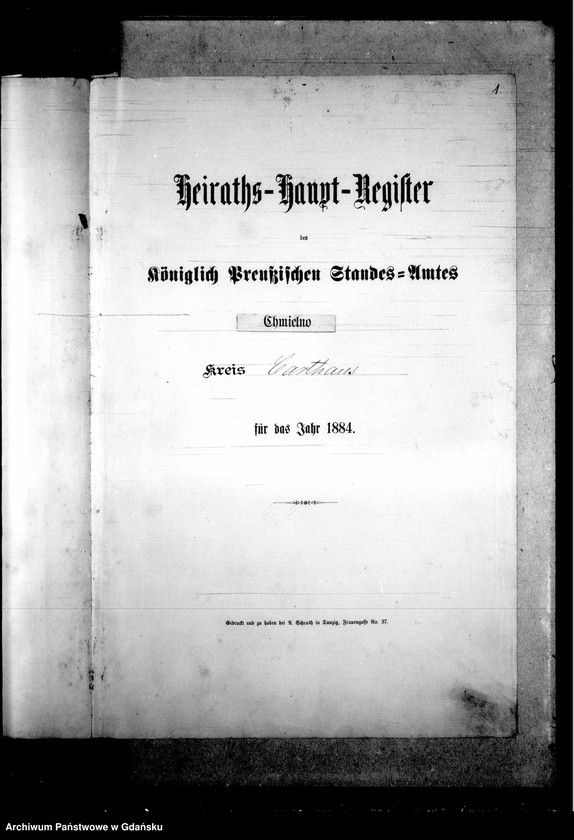 1
Heiraths-Haupt-Register
des
Königlich Preußischen Standes-Amtes
Chmielno
Kreis Carthaus
für das Jahr 1884.
Gedruckt und zu haben bei A. Schroth in Danzig, Frauengasse No. 37.
Archiwum Państwowe w Gdańsku